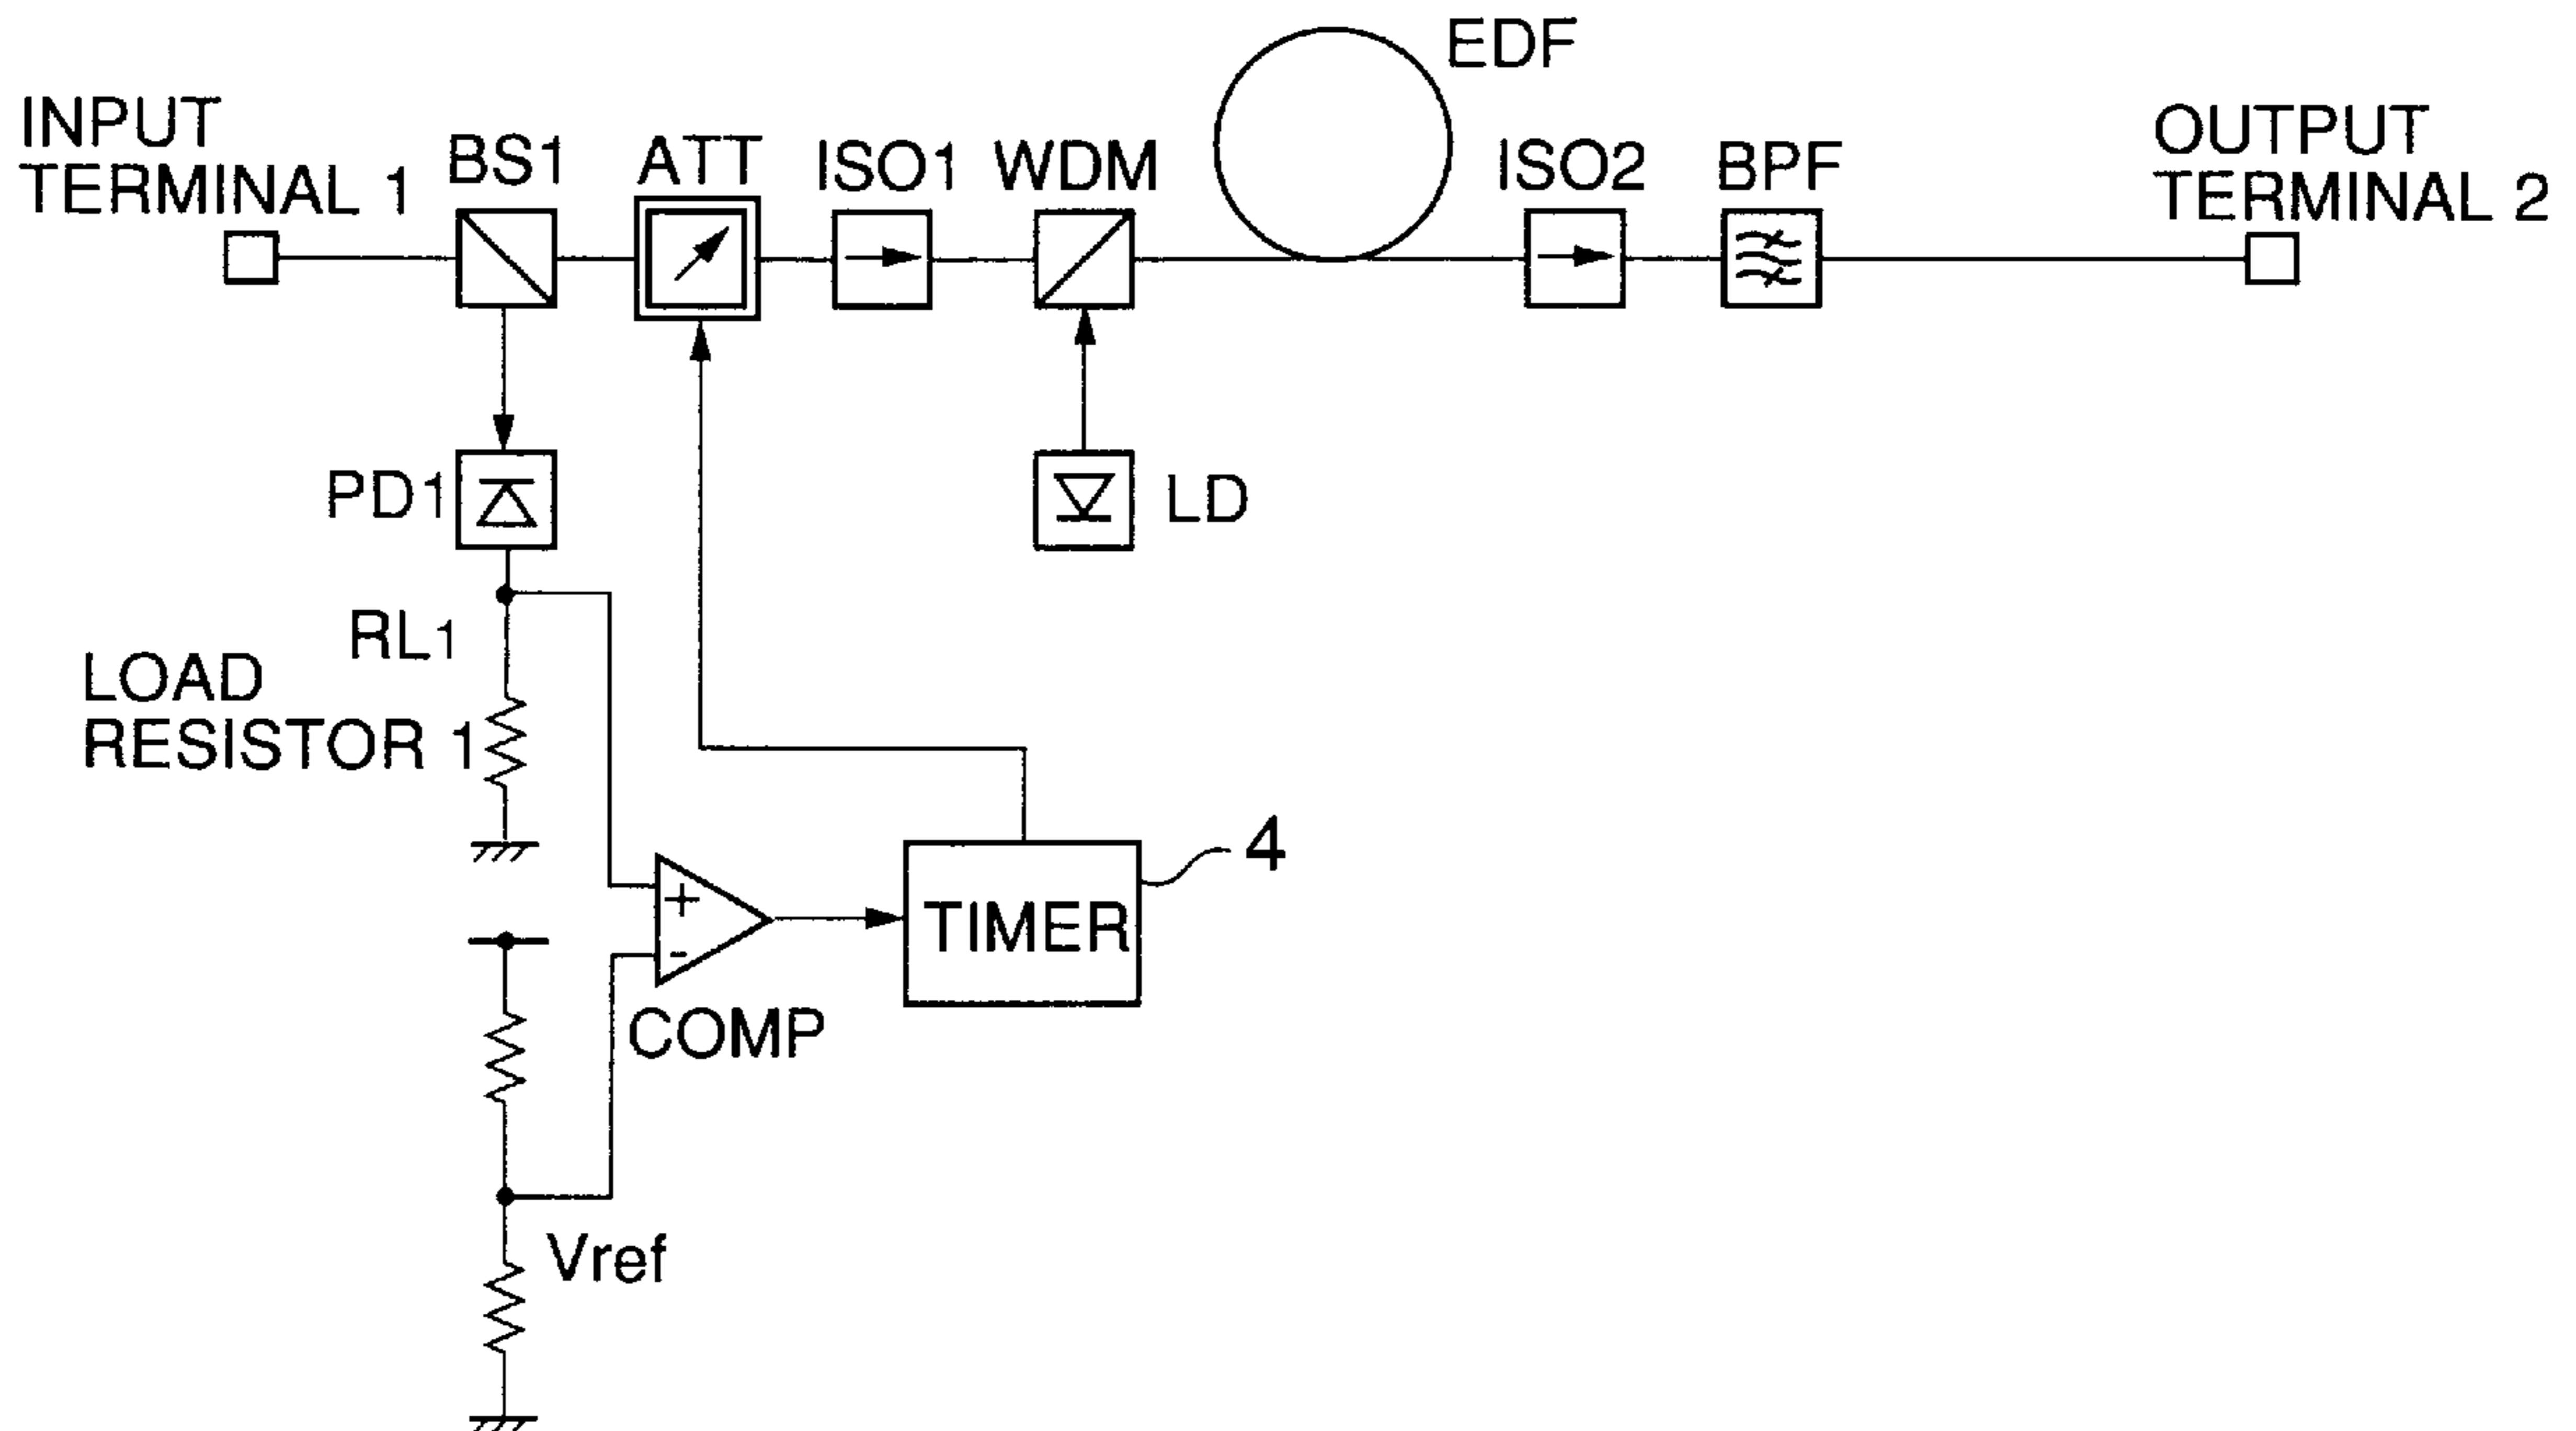 EDF
INPUT
TERMINAL 1
BS1
ATT
ISO1
WDM
ISO2
BPF
OUTPUT
TERMINAL 2
PD1
LD
RL1
LOAD
RESISTOR 1
+
-
COMP
TIMER
4
Vref